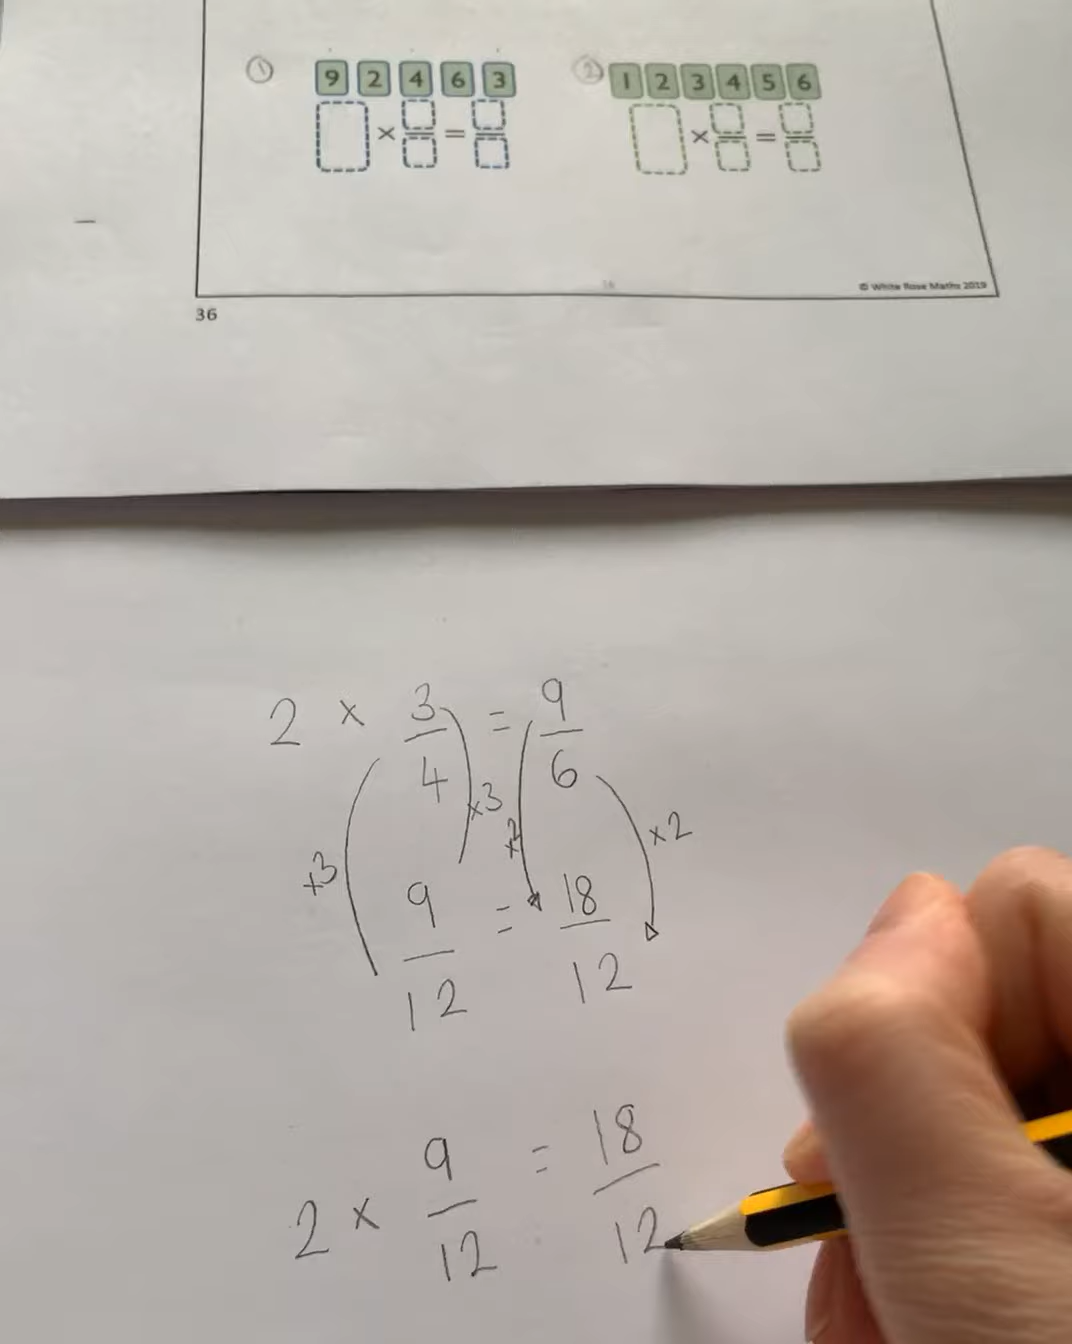 ① 9 2 4 6 3 ② 1 2 3 4 5 6
× = × =
© White Rose Maths 2019
36
2 × 3/4 = 9/6
×3 ×3 ×2 ×2
9/12 = 18/12
2 × 9/12 = 18/12